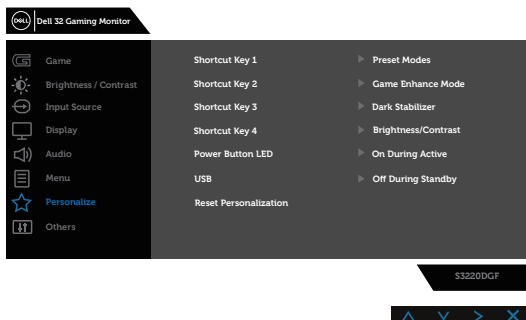 DELL
Dell 32 Gaming Monitor
Game
Brightness / Contrast
Input Source
Display
Audio
Menu
Personalize
Others
Shortcut Key 1 Preset Modes
Shortcut Key 2 Game Enhance Mode
Shortcut Key 3 Dark Stabilizer
Shortcut Key 4 Brightness/Contrast
Power Button LED On During Active
USB Off During Standby
Reset Personalization
S3220DGF